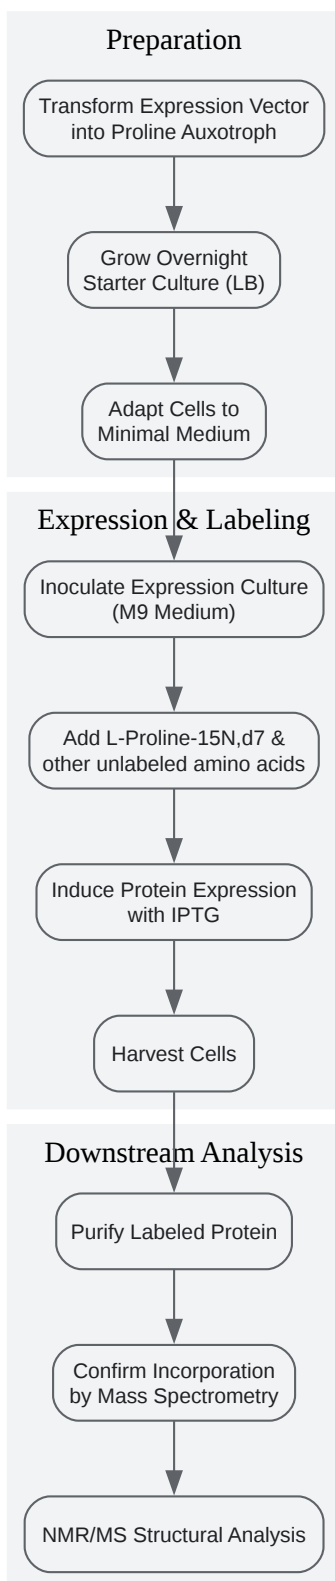 Preparation
Transform Expression Vector
into Proline Auxotroph
Grow Overnight
Starter Culture (LB)
Adapt Cells to
Minimal Medium
Expression & Labeling
Inoculate Expression Culture
(M9 Medium)
Add L-Proline-15N,d7 &
other unlabeled amino acids
Induce Protein Expression
with IPTG
Harvest Cells
Downstream Analysis
Purify Labeled Protein
Confirm Incorporation
by Mass Spectrometry
NMR/MS Structural Analysis